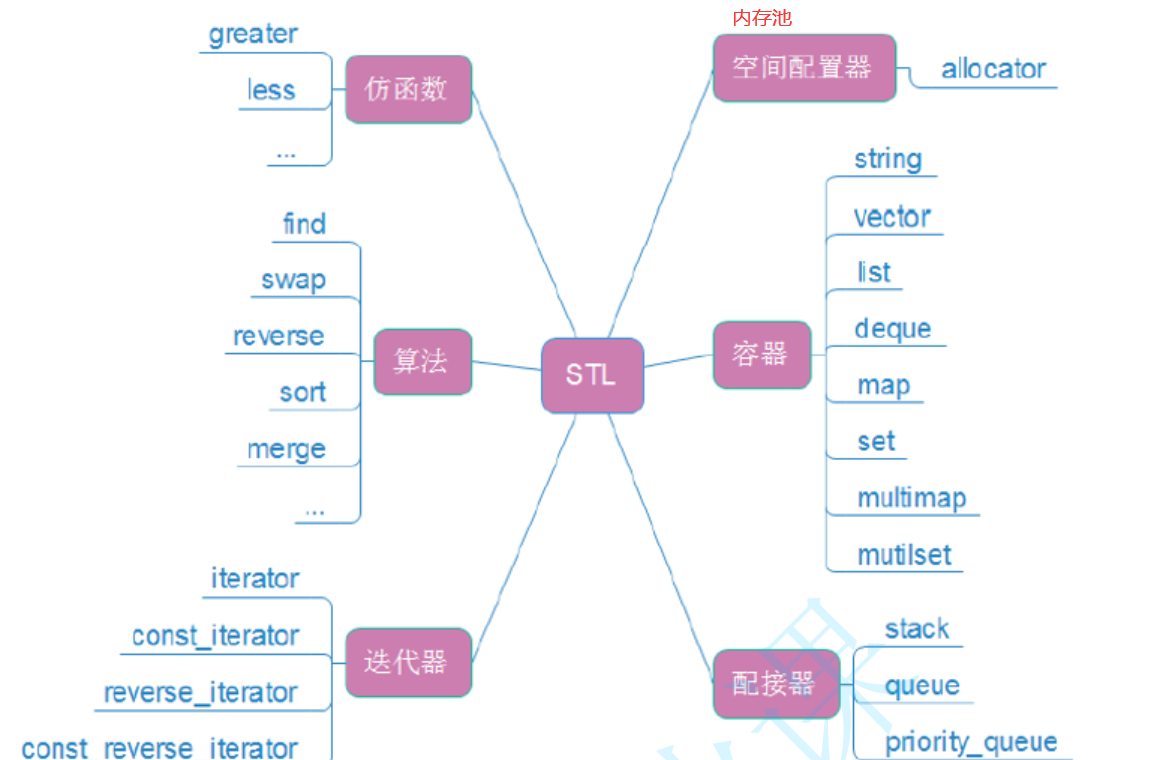 greater
less
...
仿函数
find
swap
reverse
sort
merge
...
算法
iterator
const_iterator
reverse_iterator
const_reverse_iterator
迭代器
STL
内存池
空间配置器
allocator
容器
string
vector
list
deque
map
set
multimap
mutilset
配接器
stack
queue
priority_queue
课